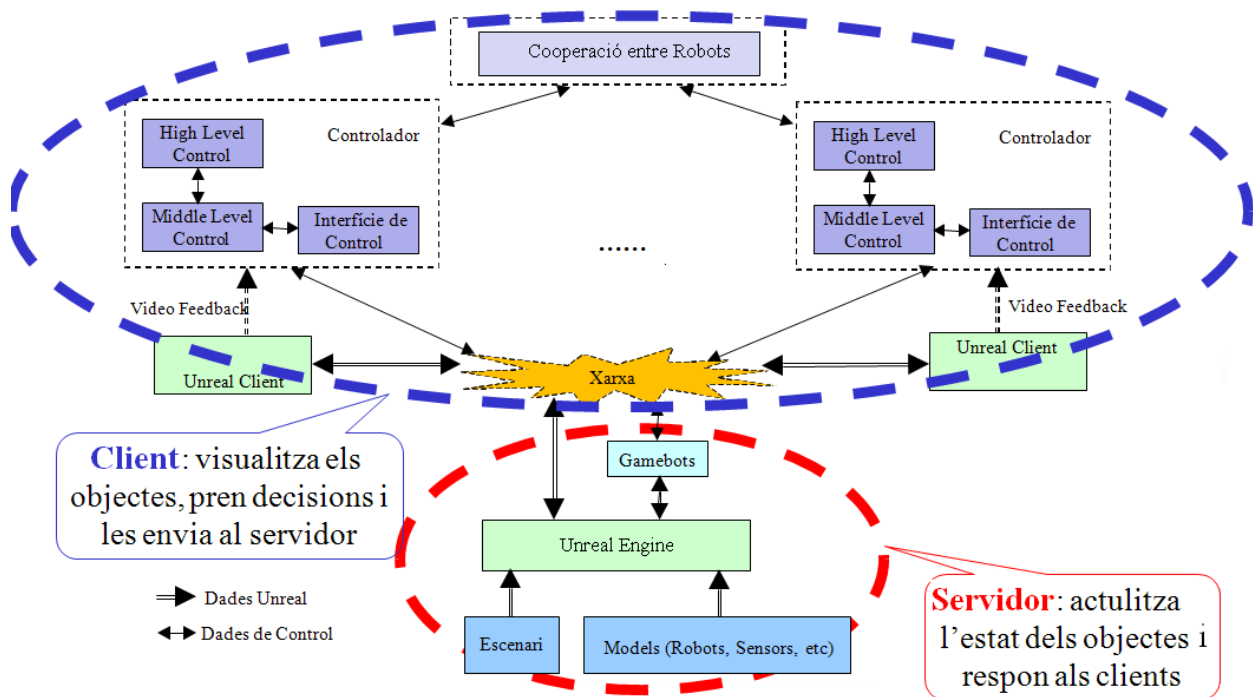 Cooperació entre Robots
Controlador
High Level
Control
Middle Level
Control
Interfície de
Control
......
Controlador
High Level
Control
Middle Level
Control
Interfície de
Control
Video Feedback
Video Feedback
Unreal Client
Unreal Client
Xarxa
Client: visualitza els
objectes, pren decisions i
les envia al servidor
Gamebots
Unreal Engine
Dades Unreal
Dades de Control
Escenari
Models (Robots, Sensors, etc)
Servidor: actulitza
l'estat dels objectes i
respon als clients